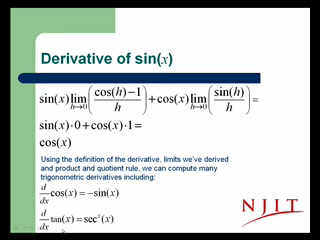 Derivative of sin(x)
sin(x) lim h→0 ( cos(h)−1 / h ) + cos(x) lim h→0 ( sin(h) / h ) =
sin(x)·0+cos(x)·1=
cos(x)
Using the definition of the derivative, limits we've derived
and product and quotient rule, we can compute many
trigonometric derivatives including:
d/dx cos(x)=−sin(x)
d/dx tan(x)=sec²(x)
NJIT